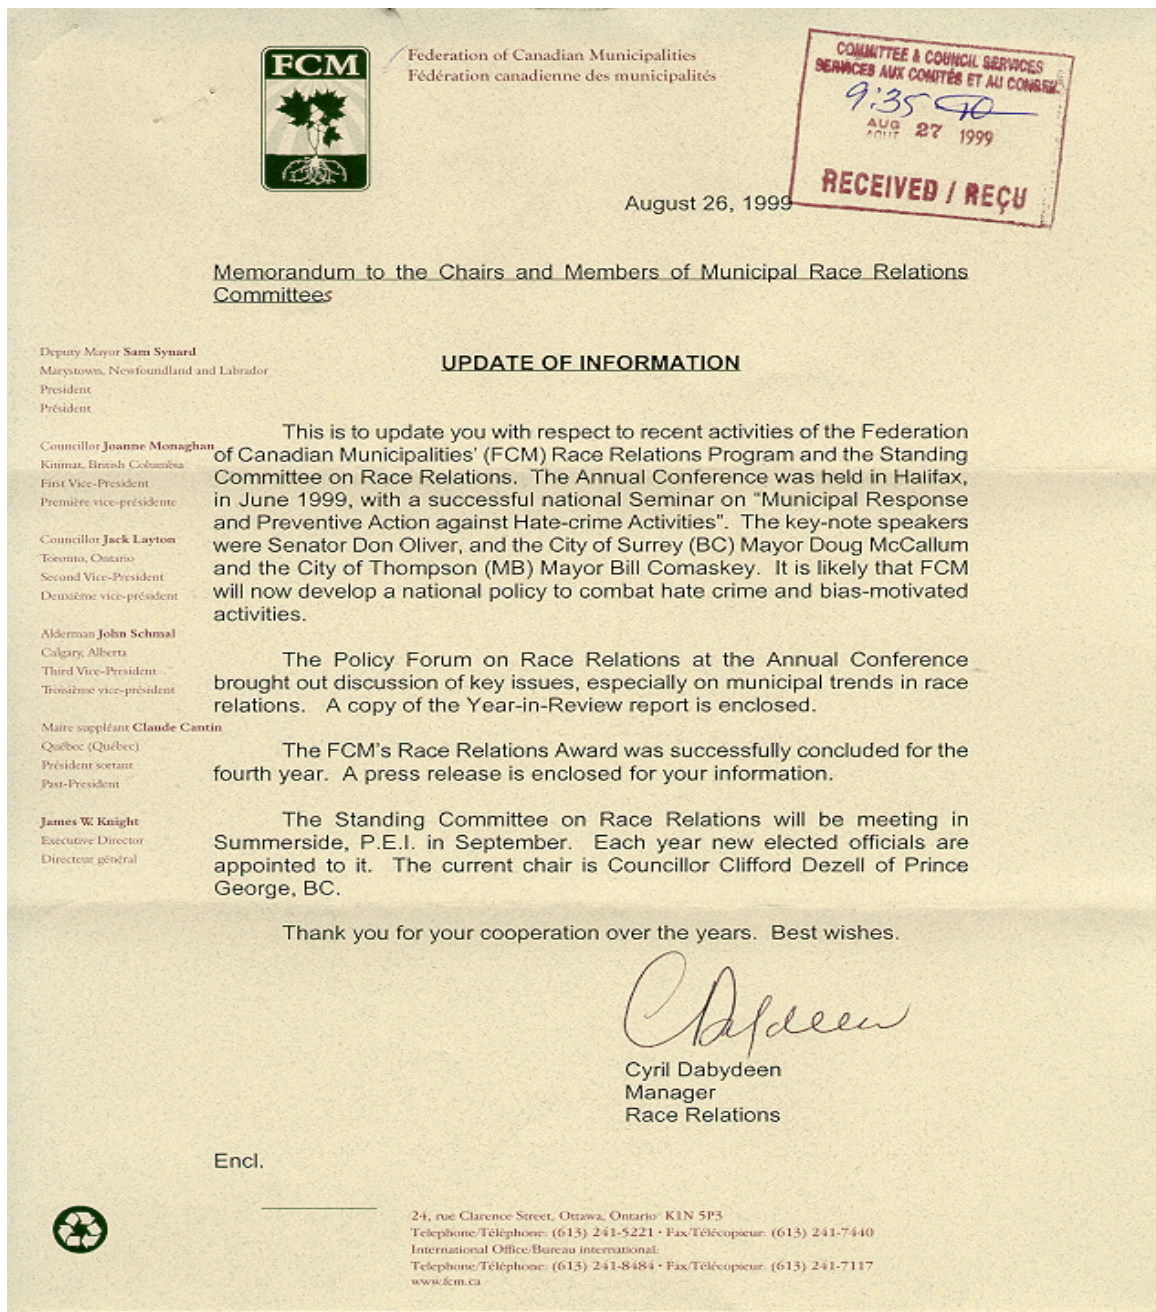 FCM
Federation of Canadian Municipalities
Fédération canadienne des municipalités
COMMITTEE & COUNCIL SERVICES
SERVICES AUX COMITÉS ET AU CONSEIL
9:35
AUG 27 1999
AOUT
RECEIVED / REÇU
August 26, 1999
Memorandum to the Chairs and Members of Municipal Race Relations
Committees
Deputy Mayor Sam Synard
Marystown, Newfoundland and Labrador
President
Président
Councillor Joanne Monaghan
Kitimat, British Columbia
First Vice-President
Première vice-présidente
Councillor Jack Layton
Toronto, Ontario
Second Vice-President
Deuxième vice-président
Alderman John Schmal
Calgary, Alberta
Third Vice-President
Troisième vice-président
Maire suppléant Claude Cantin
Québec (Québec)
Président sortant
Past-President
James W. Knight
Executive Director
Directeur général
UPDATE OF INFORMATION
This is to update you with respect to recent activities of the Federation
of Canadian Municipalities' (FCM) Race Relations Program and the Standing
Committee on Race Relations. The Annual Conference was held in Halifax,
in June 1999, with a successful national Seminar on “Municipal Response
and Preventive Action against Hate-crime Activities”. The key-note speakers
were Senator Don Oliver, and the City of Surrey (BC) Mayor Doug McCallum
and the City of Thompson (MB) Mayor Bill Comaskey. It is likely that FCM
will now develop a national policy to combat hate crime and bias-motivated
activities.
The Policy Forum on Race Relations at the Annual Conference
brought out discussion of key issues, especially on municipal trends in race
relations. A copy of the Year-in-Review report is enclosed.
The FCM's Race Relations Award was successfully concluded for the
fourth year. A press release is enclosed for your information.
The Standing Committee on Race Relations will be meeting in
Summerside, P.E.I. in September. Each year new elected officials are
appointed to it. The current chair is Councillor Clifford Dezell of Prince
George, BC.
Thank you for your cooperation over the years. Best wishes.
C Dabydeen
Cyril Dabydeen
Manager
Race Relations
Encl.
24, rue Clarence Street, Ottawa, Ontario K1N 5P3
Telephone/Téléphone: (613) 241-5221 • Fax/Télécopieur: (613) 241-7440
International Office/Bureau international:
Telephone/Téléphone: (613) 241-8484 • Fax/Télécopieur: (613) 241-7117
www.fcm.ca